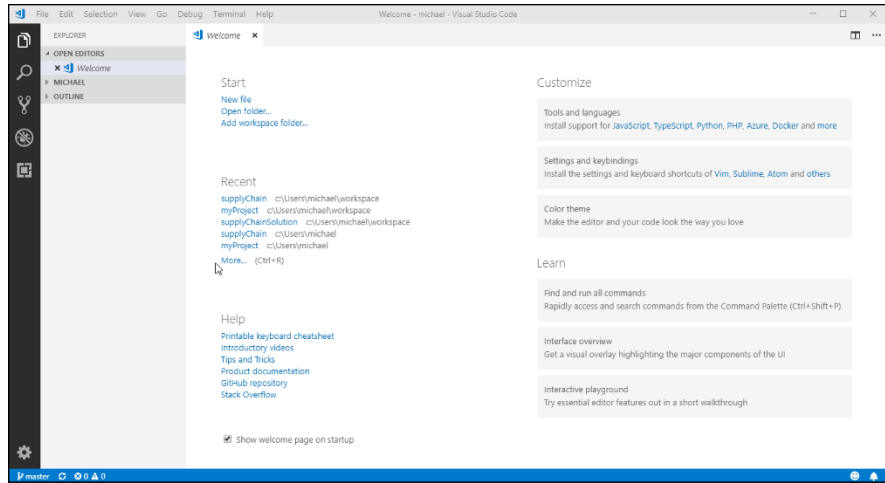 File Edit Selection View Go Debug Terminal Help
Welcome - michael - Visual Studio Code
EXPLORER
Welcome
OPEN EDITORS
Welcome
MICHAEL
OUTLINE
Start
New file
Open folder...
Add workspace folder...
Recent
supplyChain c:\Users\michael\workspace
myProject c:\Users\michael\workspace
supplyChainSolution c:\Users\michael\workspace
supplyChain c:\Users\michael
myProject c:\Users\michael
More... (Ctrl+R)
Help
Printable keyboard cheatsheet
Introductory videos
Tips and Tricks
Product documentation
GitHub repository
Stack Overflow
Show welcome page on startup
Customize
Tools and languages
Install support for JavaScript, TypeScript, Python, PHP, Azure, Docker and more
Settings and keybindings
Install the settings and keyboard shortcuts of Vim, Sublime, Atom and others
Color theme
Make the editor and your code look the way you love
Learn
Find and run all commands
Rapidly access and search commands from the Command Palette (Ctrl+Shift+P)
Interface overview
Get a visual overlay highlighting the major components of the UI
Interactive playground
Try essential editor features out in a short walkthrough
master 0 0